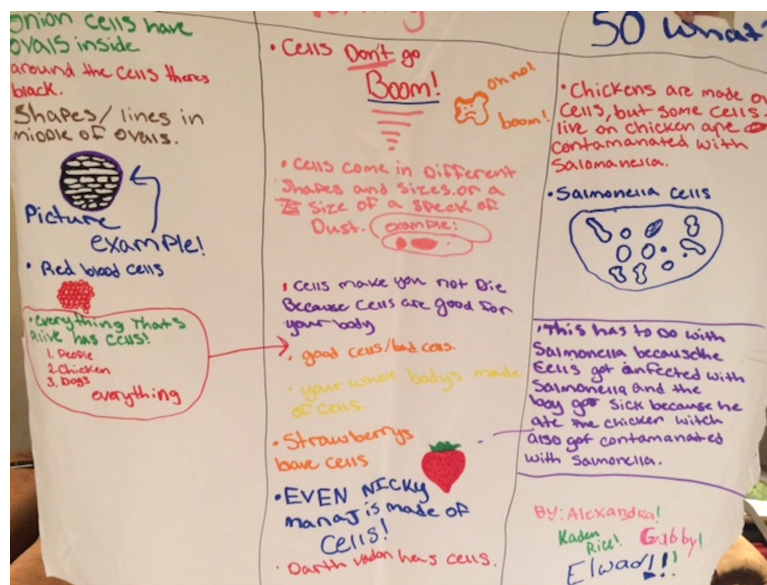 onion cells have
ovals inside
around the cells theres
black.
Shapes/lines in
middle of ovals.
Picture
example!
• Red blood cells
• everything that's
alive has cells!
1. People
2. Chicken
3. Dogs
everything
• Cells Don't go
Boom!
oh no!
boom!
• Cells come in Different
Shapes and sizes. or a
size of a speck of
Dust. example:
• Cells make you not Die
Because cells are good for
your body
• good cells/bad cells.
• your whole bodys made
of cells.
• Strawberrys
have cells
• EVEN NICKY
manaj is made of
cells!
• Darth vadar has cells.
SO What?
• Chickens are made of
cells, but some cells
live on chicken are
contamanated with
Salomanella.
• Salmonella cells
• This has to do with
Salmonella because the
cells got infected with
Salmonella and the
boy got sick because he
ate the chicken witch
also got contamanated
with Salmonella.
BY: Alexandra!
Kaden
Rice!
Gabby!
Elwad!!!